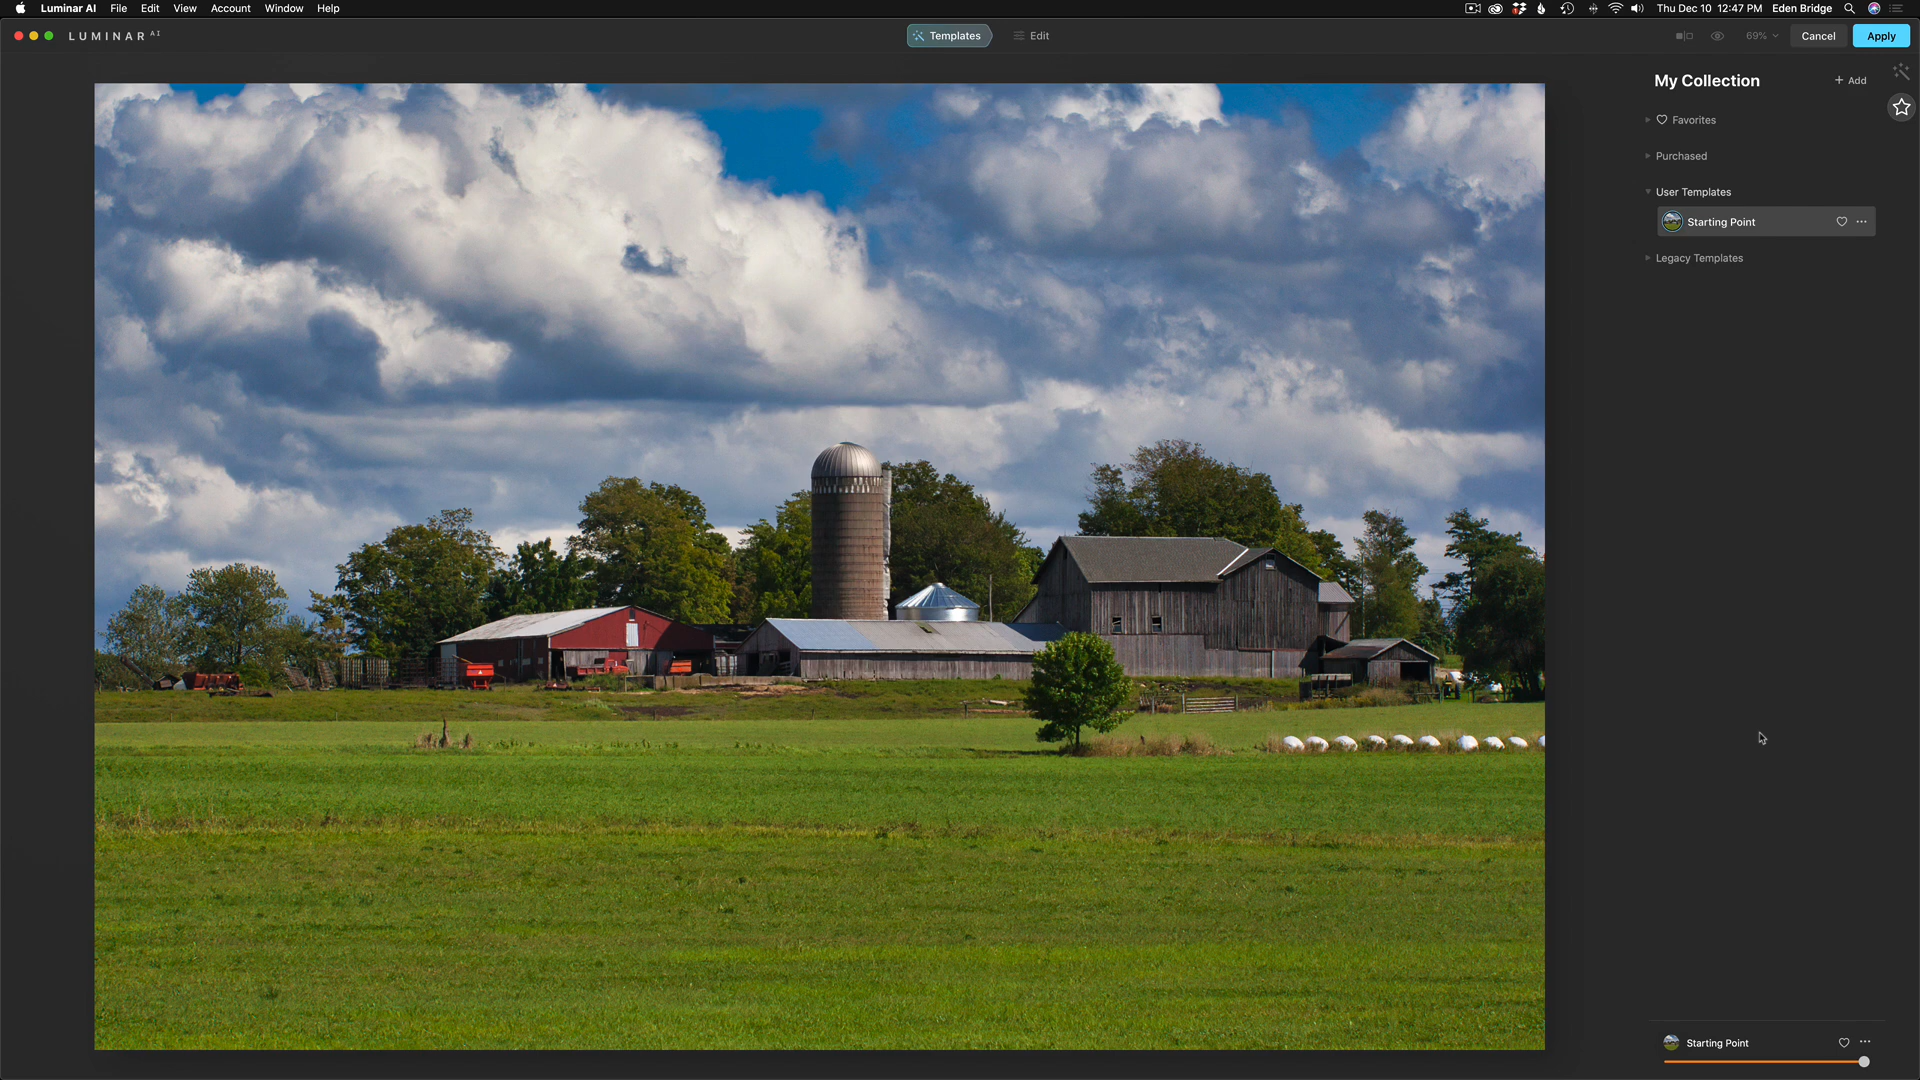 Luminar AI File Edit View Account Window Help Thu Dec 10 12:47 PM Eden Bridge
LUMINAR AI Templates Edit 69% Cancel Apply
My Collection + Add
Favorites
Purchased
User Templates
Starting Point
Legacy Templates
Starting Point